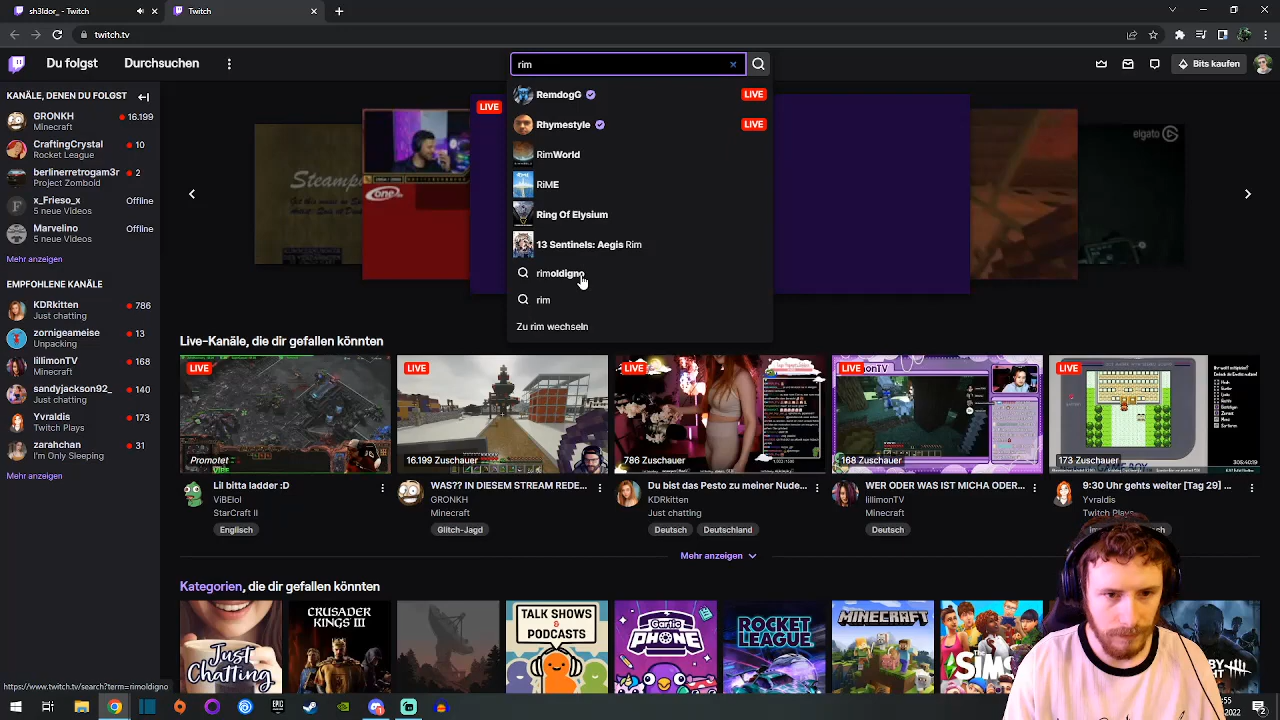 sh3lor_ - Twitch
Twitch
twitch.tv
Du folgst
Durchsuchen
rim
Bits kaufen
KANÄLE, DENEN DU FOLGST
GRONKH
Minecraft
16.199
CraftingCrystal
Rocket League
10
berlinerveteran3r
Project Zomboid
2
x_Frieso_x
5 neue Videos
Offline
Marvelino
5 neue Videos
Offline
Mehr anzeigen
EMPFOHLENE KANÄLE
KDRkitten
Just chatting
786
zornigeameise
Unpacking
13
lillimonTV
Minecraft
168
sandyjackson92_
Overwatch
140
Yvraldis
Twitch Plays
173
zarahchan
I'm Only Sleeping
31
Mehr anzeigen
RemdogG
LIVE
Rhymestyle
LIVE
RimWorld
RiME
Ring Of Elysium
13 Sentinels: Aegis Rim
rimoldigno
rim
Zu rim wechseln
LIVE
one
elgato
Live-Kanäle, die dir gefallen könnten
LIVE
LIVE
16.199 Zuschauer
LIVE
786 Zuschauer
LIVE
168 Zuschauer
LIVE
173 Zuschauer
Lil bitta ladder :D
ViBElol
StarCraft II
Englisch
WAS?? IN DIESEM STREAM REDE...
GRONKH
Minecraft
Glitch-Jagd
Du bist das Pesto zu meiner Nude...
KDRkitten
Just chatting
Deutsch
Deutschland
WER ODER WAS IST MICHA ODER...
lillimonTV
Minecraft
Deutsch
9:30 Uhr gehts weiter [Tag 29] ...
Yvraldis
Twitch Plays
Mehr anzeigen
Kategorien, die dir gefallen könnten
JUST CHATTING
CRUSADER
KINGS III
TALK SHOWS
&
PODCASTS
Gartic
PHONE
ROCKET
LEAGUE
MINECRAFT
SIMS
https://www.twitch.tv/search?term=rimoldigno